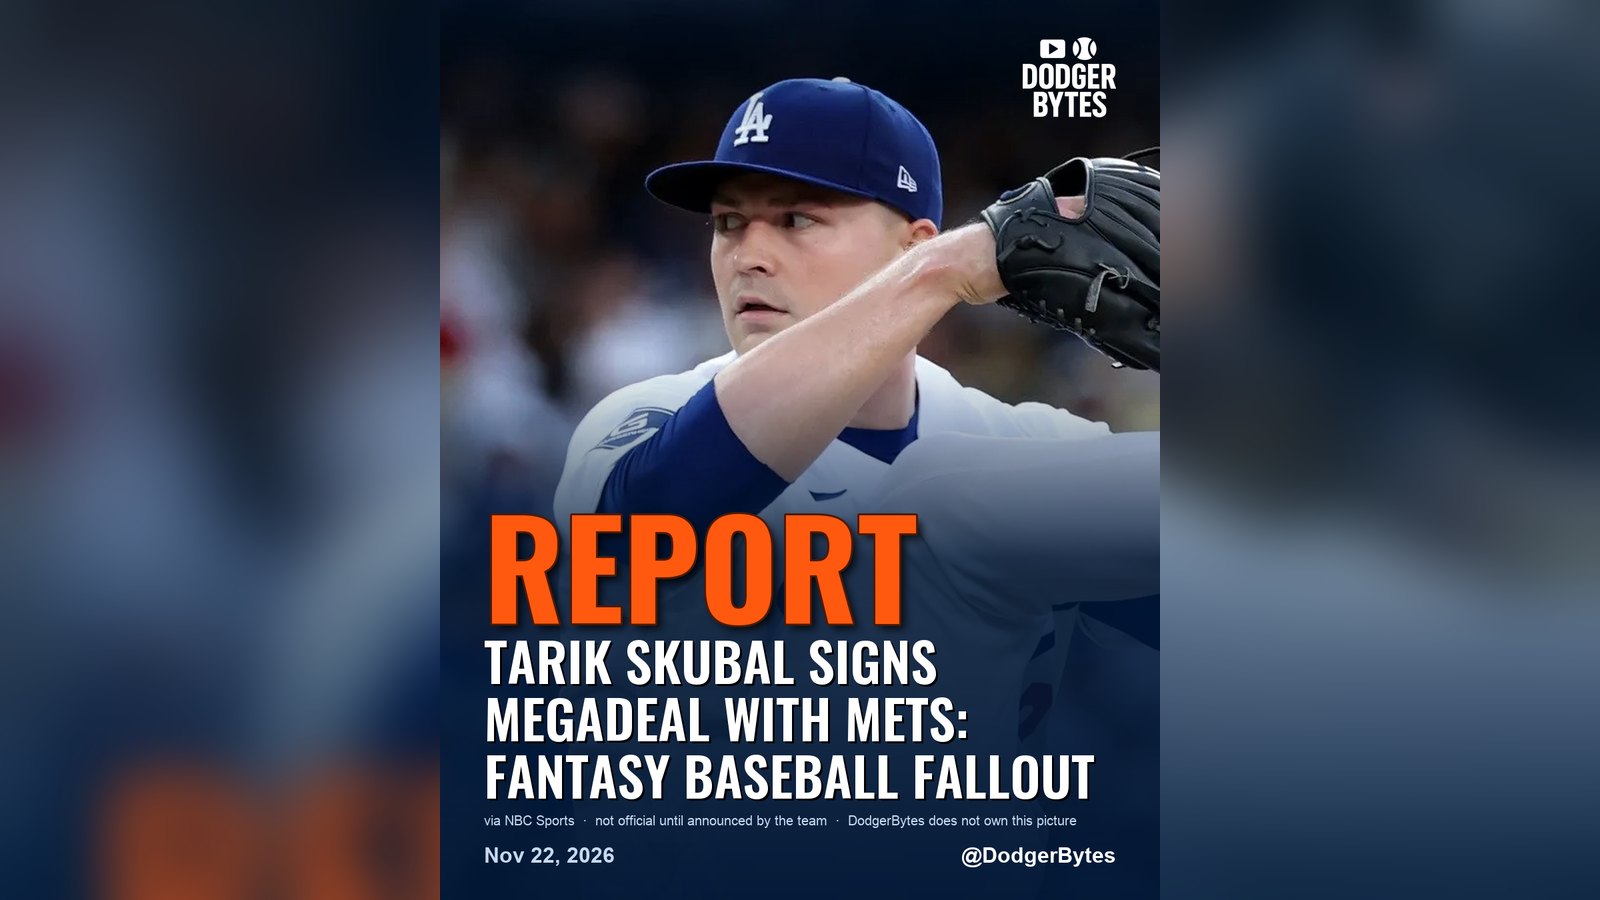 DODGER
BYTES
LA
REPORT
TARIK SKUBAL SIGNS
MEGADEAL WITH METS:
FANTASY BASEBALL FALLOUT
via NBC Sports · not official until announced by the team · DodgerBytes does not own this picture
Nov 22, 2026
@DodgerBytes